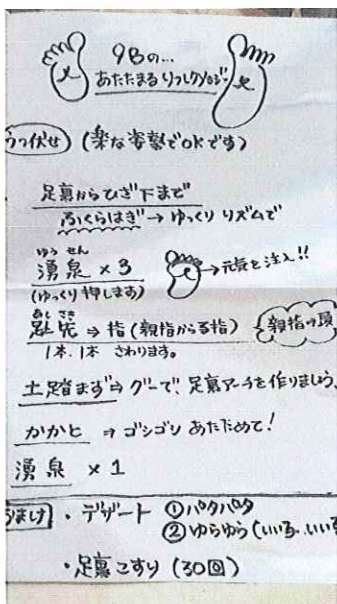 9Bの…
あたたまるリフレクソロジー
うつ伏せ (楽な姿勢でOKです)
足裏からひざ下まで
ふくらはぎ→ゆっくり リズムで
ゆう せん
湧泉 ×3 →元気を注入!!
(ゆっくり押します)
あし さき
趾先 ⇒ 指(親指から 指) 親指の頭
1本、1本 さわります。
土踏まず⇒グーで、足裏アーチを作りましょう、
かかと ⇒ ゴシゴシ あたためて!
湧泉 ×1
おまけ ・デザート ①パタパタ
②ゆらゆら(いいゑ、いいゑ
・足裏こすり (30回)